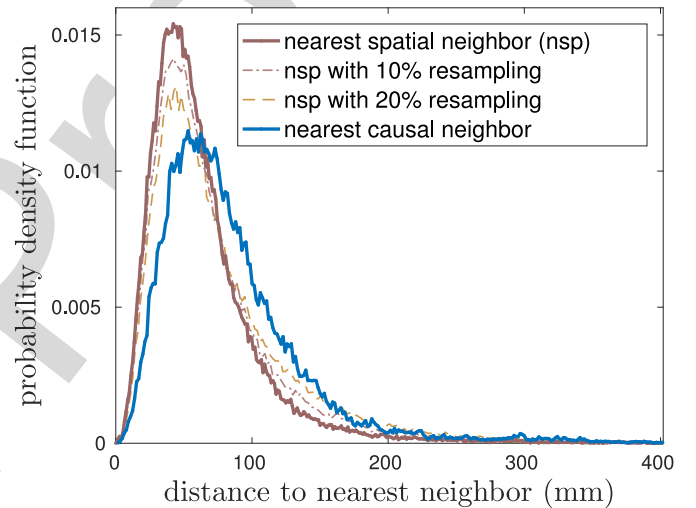 probability density function
0.015
0.01
0.005
0
nearest spatial neighbor (nsp)
nsp with 10% resampling
nsp with 20% resampling
nearest causal neighbor
0 100 200 300 400
distance to nearest neighbor (mm)